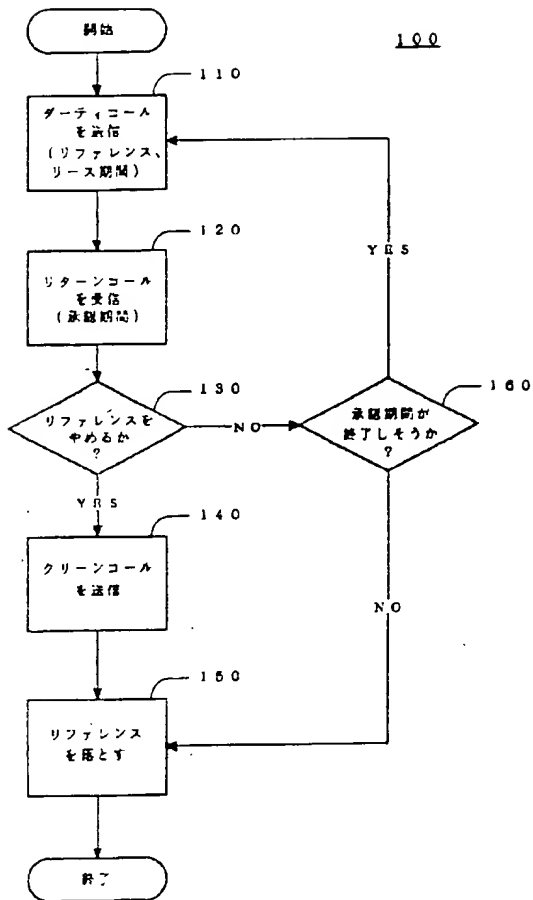 開始
100
110
ダーティコール
を送信
(リファレンス、
リース期間)
120
リターンコール
を受信
(承認期間)
130
リファレンスを
やめるか
?
NO
YES
160
承認期間が
終了しそうか
?
YES
NO
140
クリーンコール
を送信
150
リファレンス
を落とす
終了